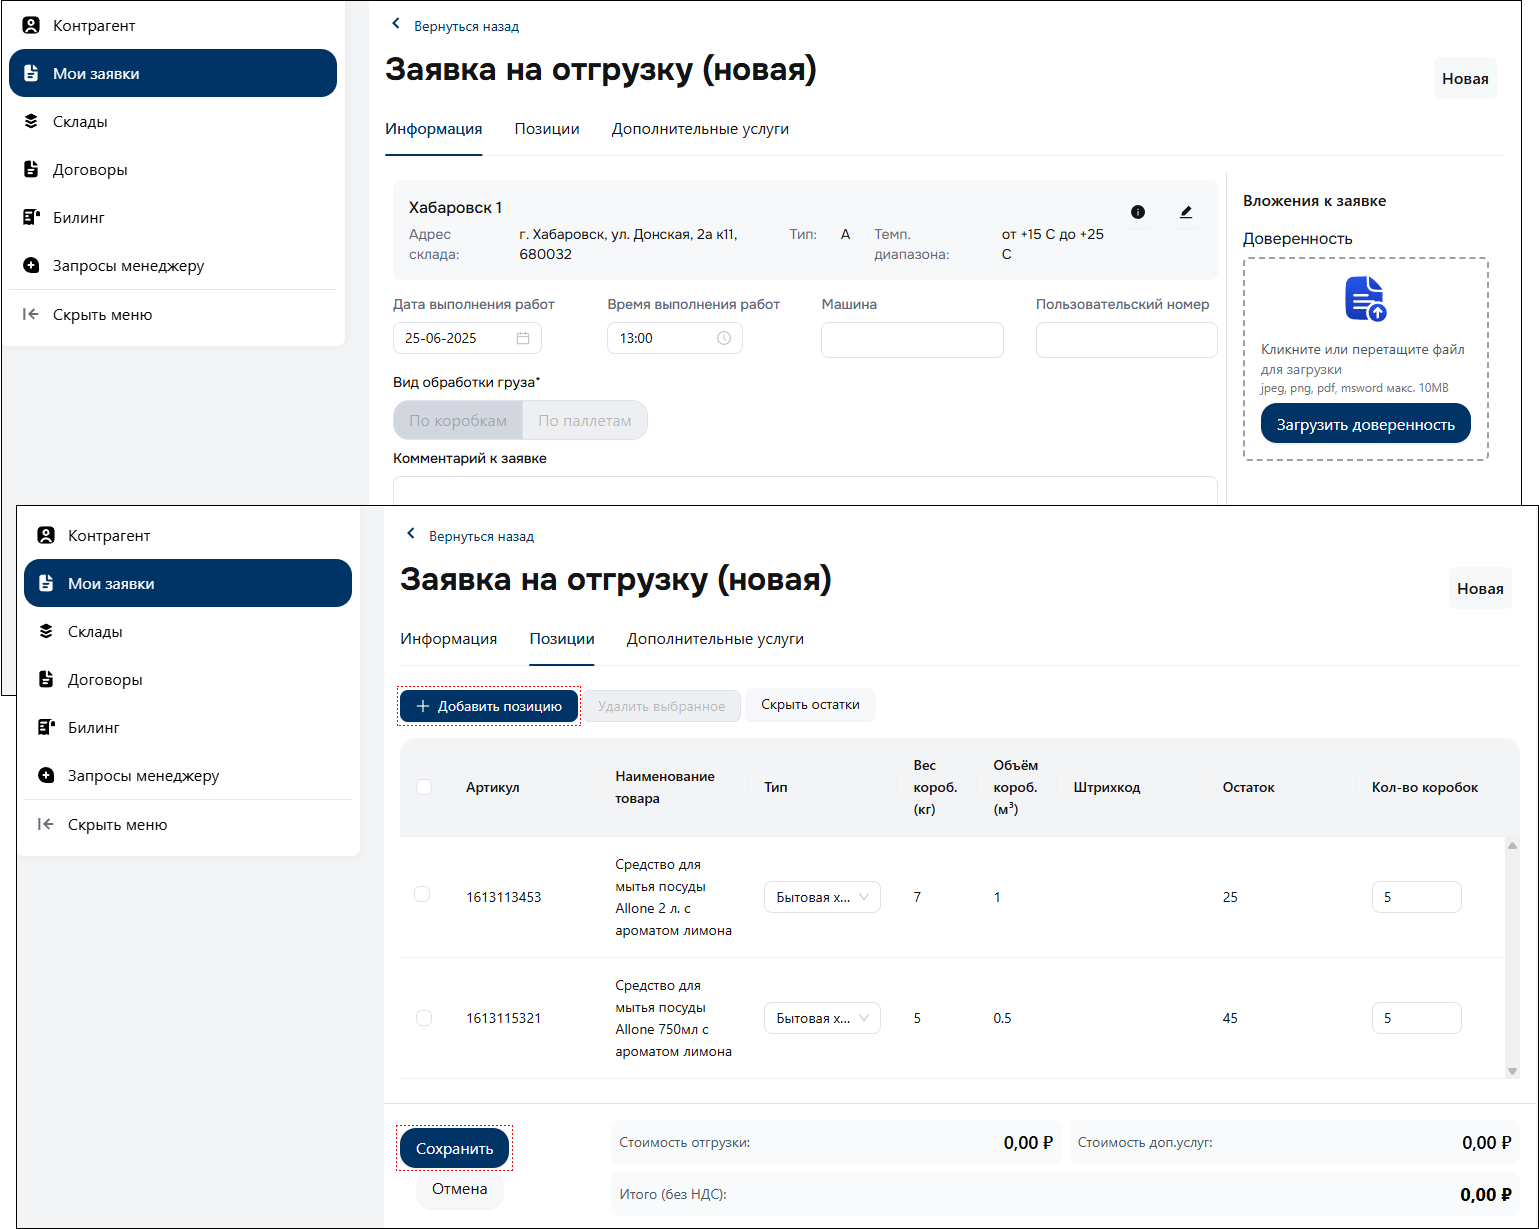 Контрагент
Мои заявки
Склады
Договоры
Билинг
Запросы менеджеру
Скрыть меню
Вернуться назад
Заявка на отгрузку (новая)
Новая
Информация Позиции Дополнительные услуги
Хабаровск 1
Адрес склада: г. Хабаровск, ул. Донская, 2а к11, 680032 Тип: A Темп. диапазона: от +15 С до +25 С
Дата выполнения работ Время выполнения работ Машина Пользовательский номер
25-06-2025 13:00
Вид обработки груза*
По коробкам По паллетам
Комментарий к заявке
Вложения к заявке
Доверенность
Кликните или перетащите файл
для загрузки
jpeg, png, pdf, msword макс. 10MB
Загрузить доверенность
Контрагент
Мои заявки
Склады
Договоры
Билинг
Запросы менеджеру
Скрыть меню
Вернуться назад
Заявка на отгрузку (новая)
Новая
Информация Позиции Дополнительные услуги
Добавить позицию Удалить выбранное Скрыть остатки
Артикул Наименование товара Тип Вес короб. (кг) Объём короб. (м³) Штрихкод Остаток Кол-во коробок
1613113453 Средство для мытья посуды Allone 2 л. с ароматом лимона Бытовая х... 7 1 25 5
1613115321 Средство для мытья посуды Allone 750мл с ароматом лимона Бытовая х... 5 0.5 45 5
Сохранить
Отмена
Стоимость отгрузки: 0,00 ₽ Стоимость доп.услуг: 0,00 ₽
Итого (без НДС): 0,00 ₽